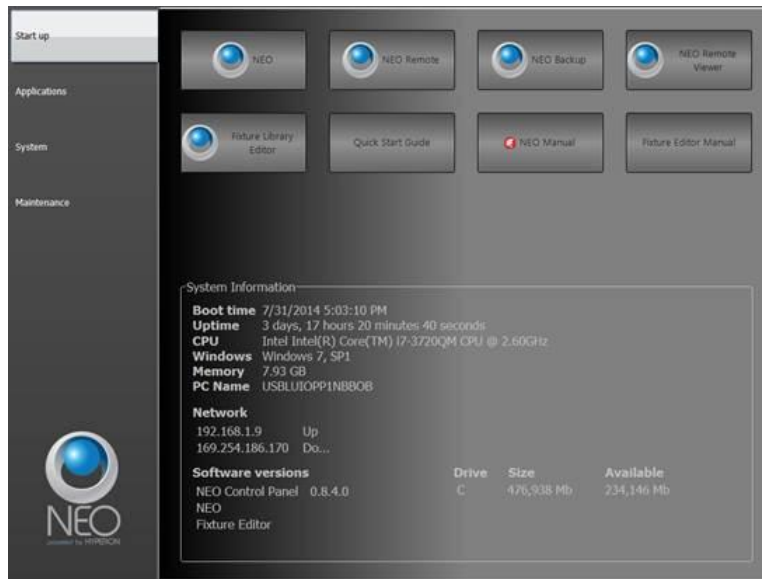 Start up
Applications
System
Maintenance
NEO
NEO Remote
NEO Backup
NEO Remote
Viewer
Fixture Library
Editor
Quick Start Guide
NEO Manual
Fixture Editor Manual
System Information
Boot time 7/31/2014 5:03:10 PM
Uptime 3 days, 17 hours 20 minutes 40 seconds
CPU Intel Intel(R) Core(TM) i7-3720QM CPU @ 2.60GHz
Windows Windows 7, SP1
Memory 7.93 GB
PC Name USBLUIOPP1NBBOB
Network
192.168.1.9 Up
169.254.186.170 Do...
Software versions Drive Size Available
NEO Control Panel 0.8.4.0 C 476,938 Mb 234,146 Mb
NEO
Fixture Editor
NEO
powered by HYPERION